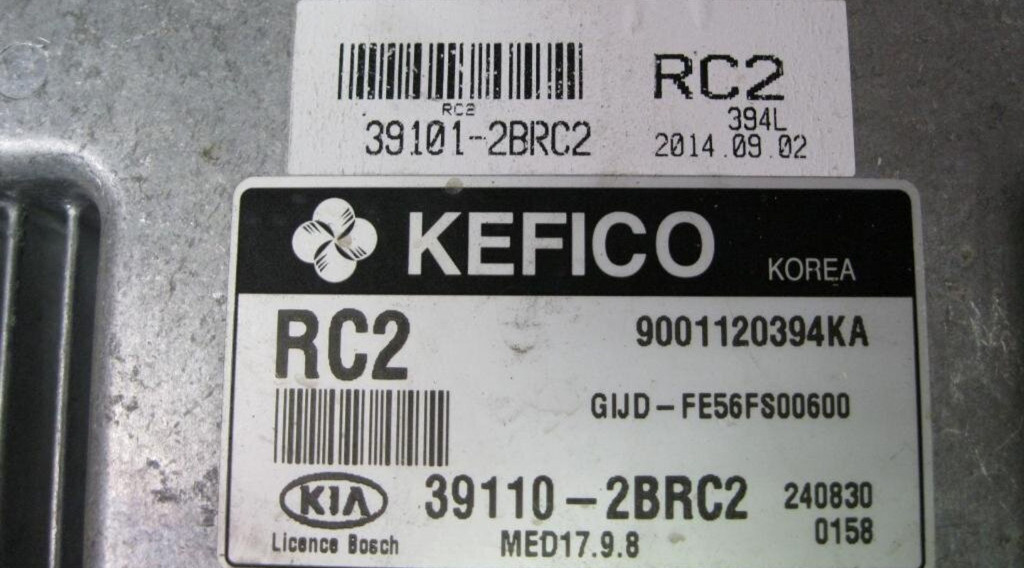 RC2
RC2
394L
39101-2BRC2
2014.09.02
KEFICO
KOREA
RC2
9001120394KA
GIJD-FE56FS00600
KIA
39110-2BRC2
240830
0158
Licence Bosch
MED17.9.8